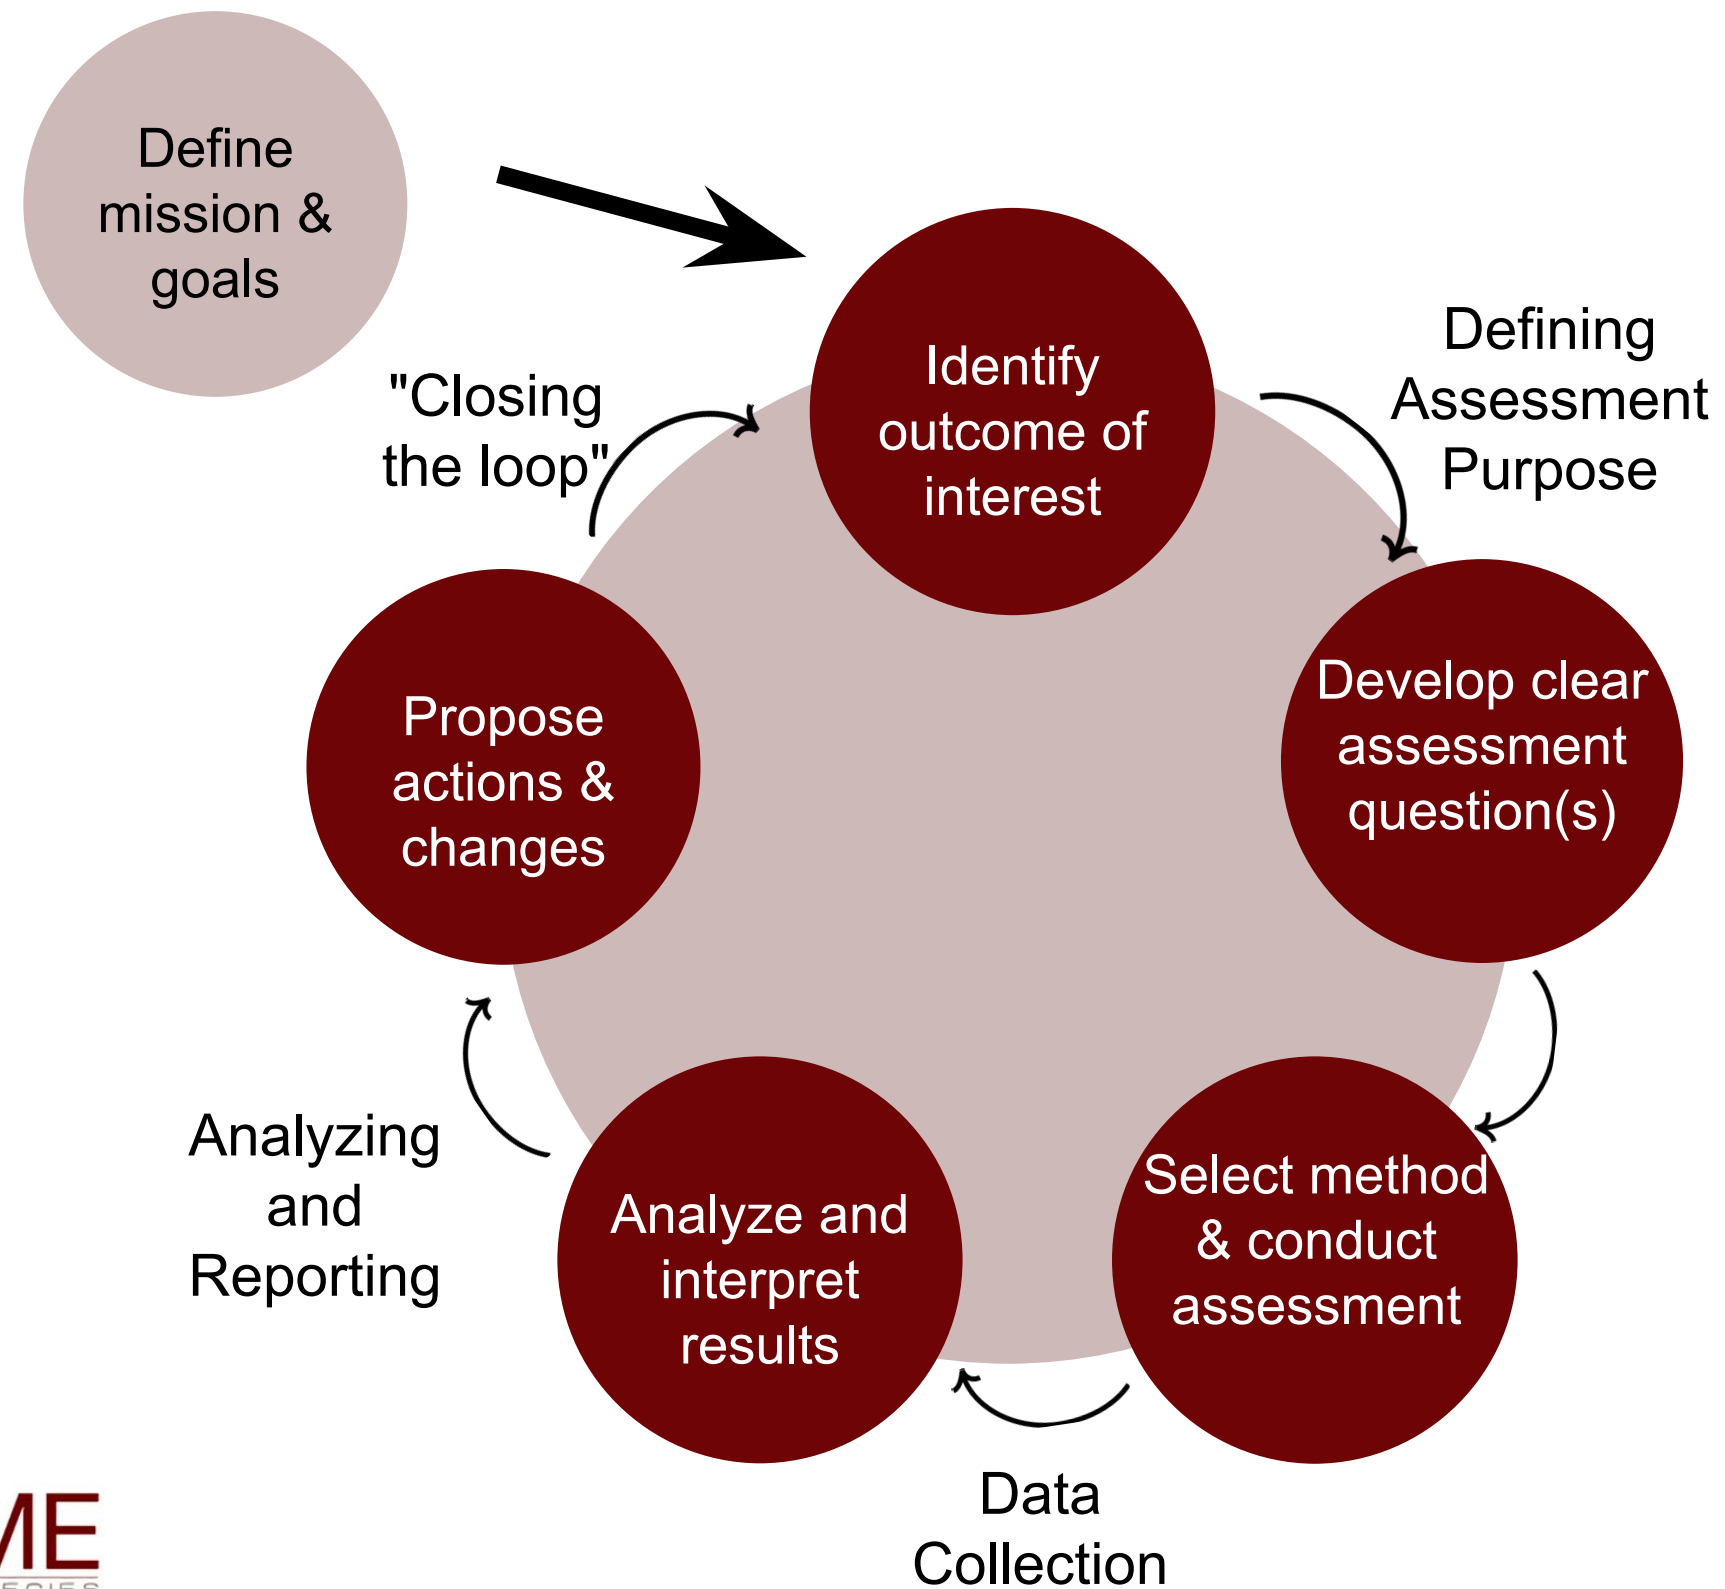 Define
mission &
goals
Identify
outcome of
interest
Defining
Assessment
Purpose
"Closing
the loop"
Develop clear
assessment
question(s)
Propose
actions &
changes
Select method
& conduct
assessment
Analyze and
interpret
results
Analyzing
and
Reporting
Data
Collection
ME